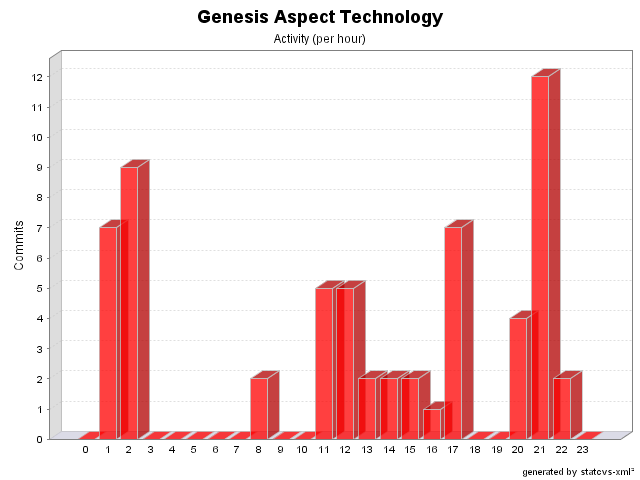 Genesis Aspect Technology
Activity (per hour)
Commits
12
11
10
9
8
7
6
5
4
3
2
1
0
0 1 2 3 4 5 6 7 8 9 10 11 12 13 14 15 16 17 18 19 20 21 22 23
generated by statcvs-xml²